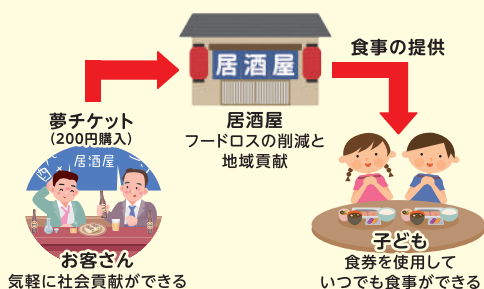 居酒屋
食事の提供
夢チケット
(200円購入)
居酒屋
フードロスの削減と
地域貢献
居酒屋
お客さん
気軽に社会貢献ができる
子ども
食券を使用して
いつでも食事ができる